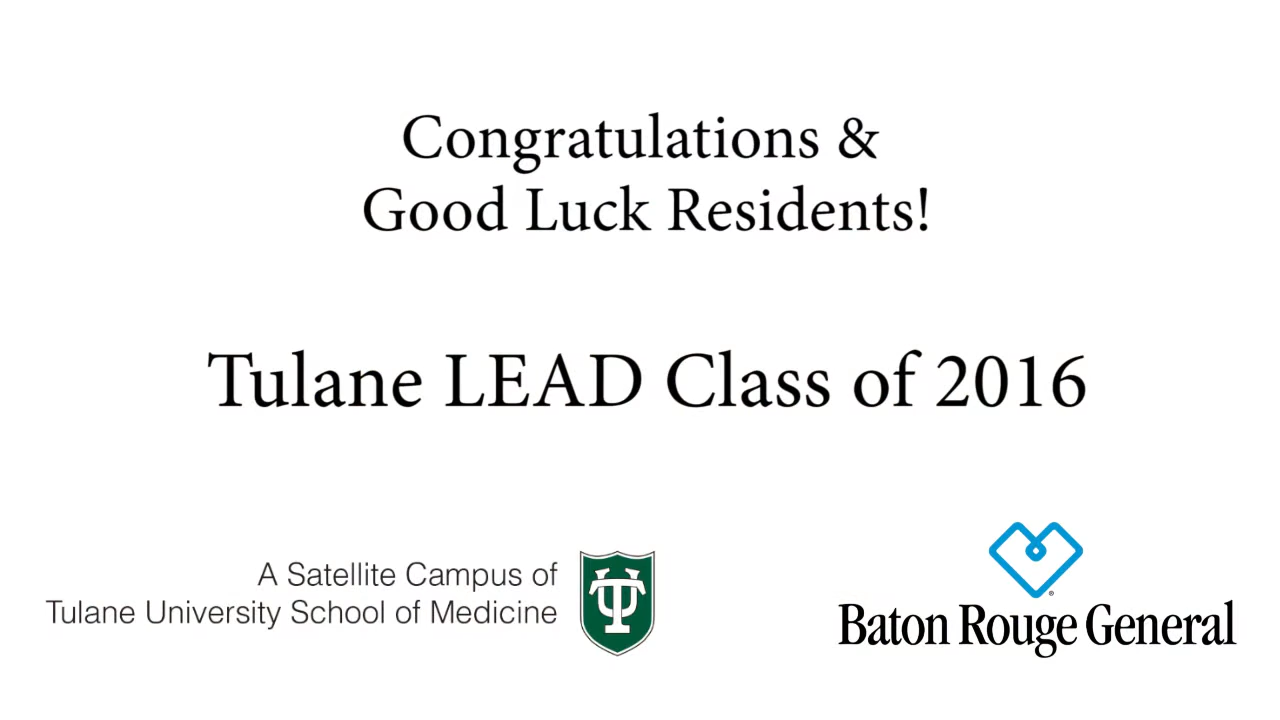 Congratulations &
Good Luck Residents!
Tulane LEAD Class of 2016
A Satellite Campus of
Tulane University School of Medicine
TU
Baton Rouge General
®